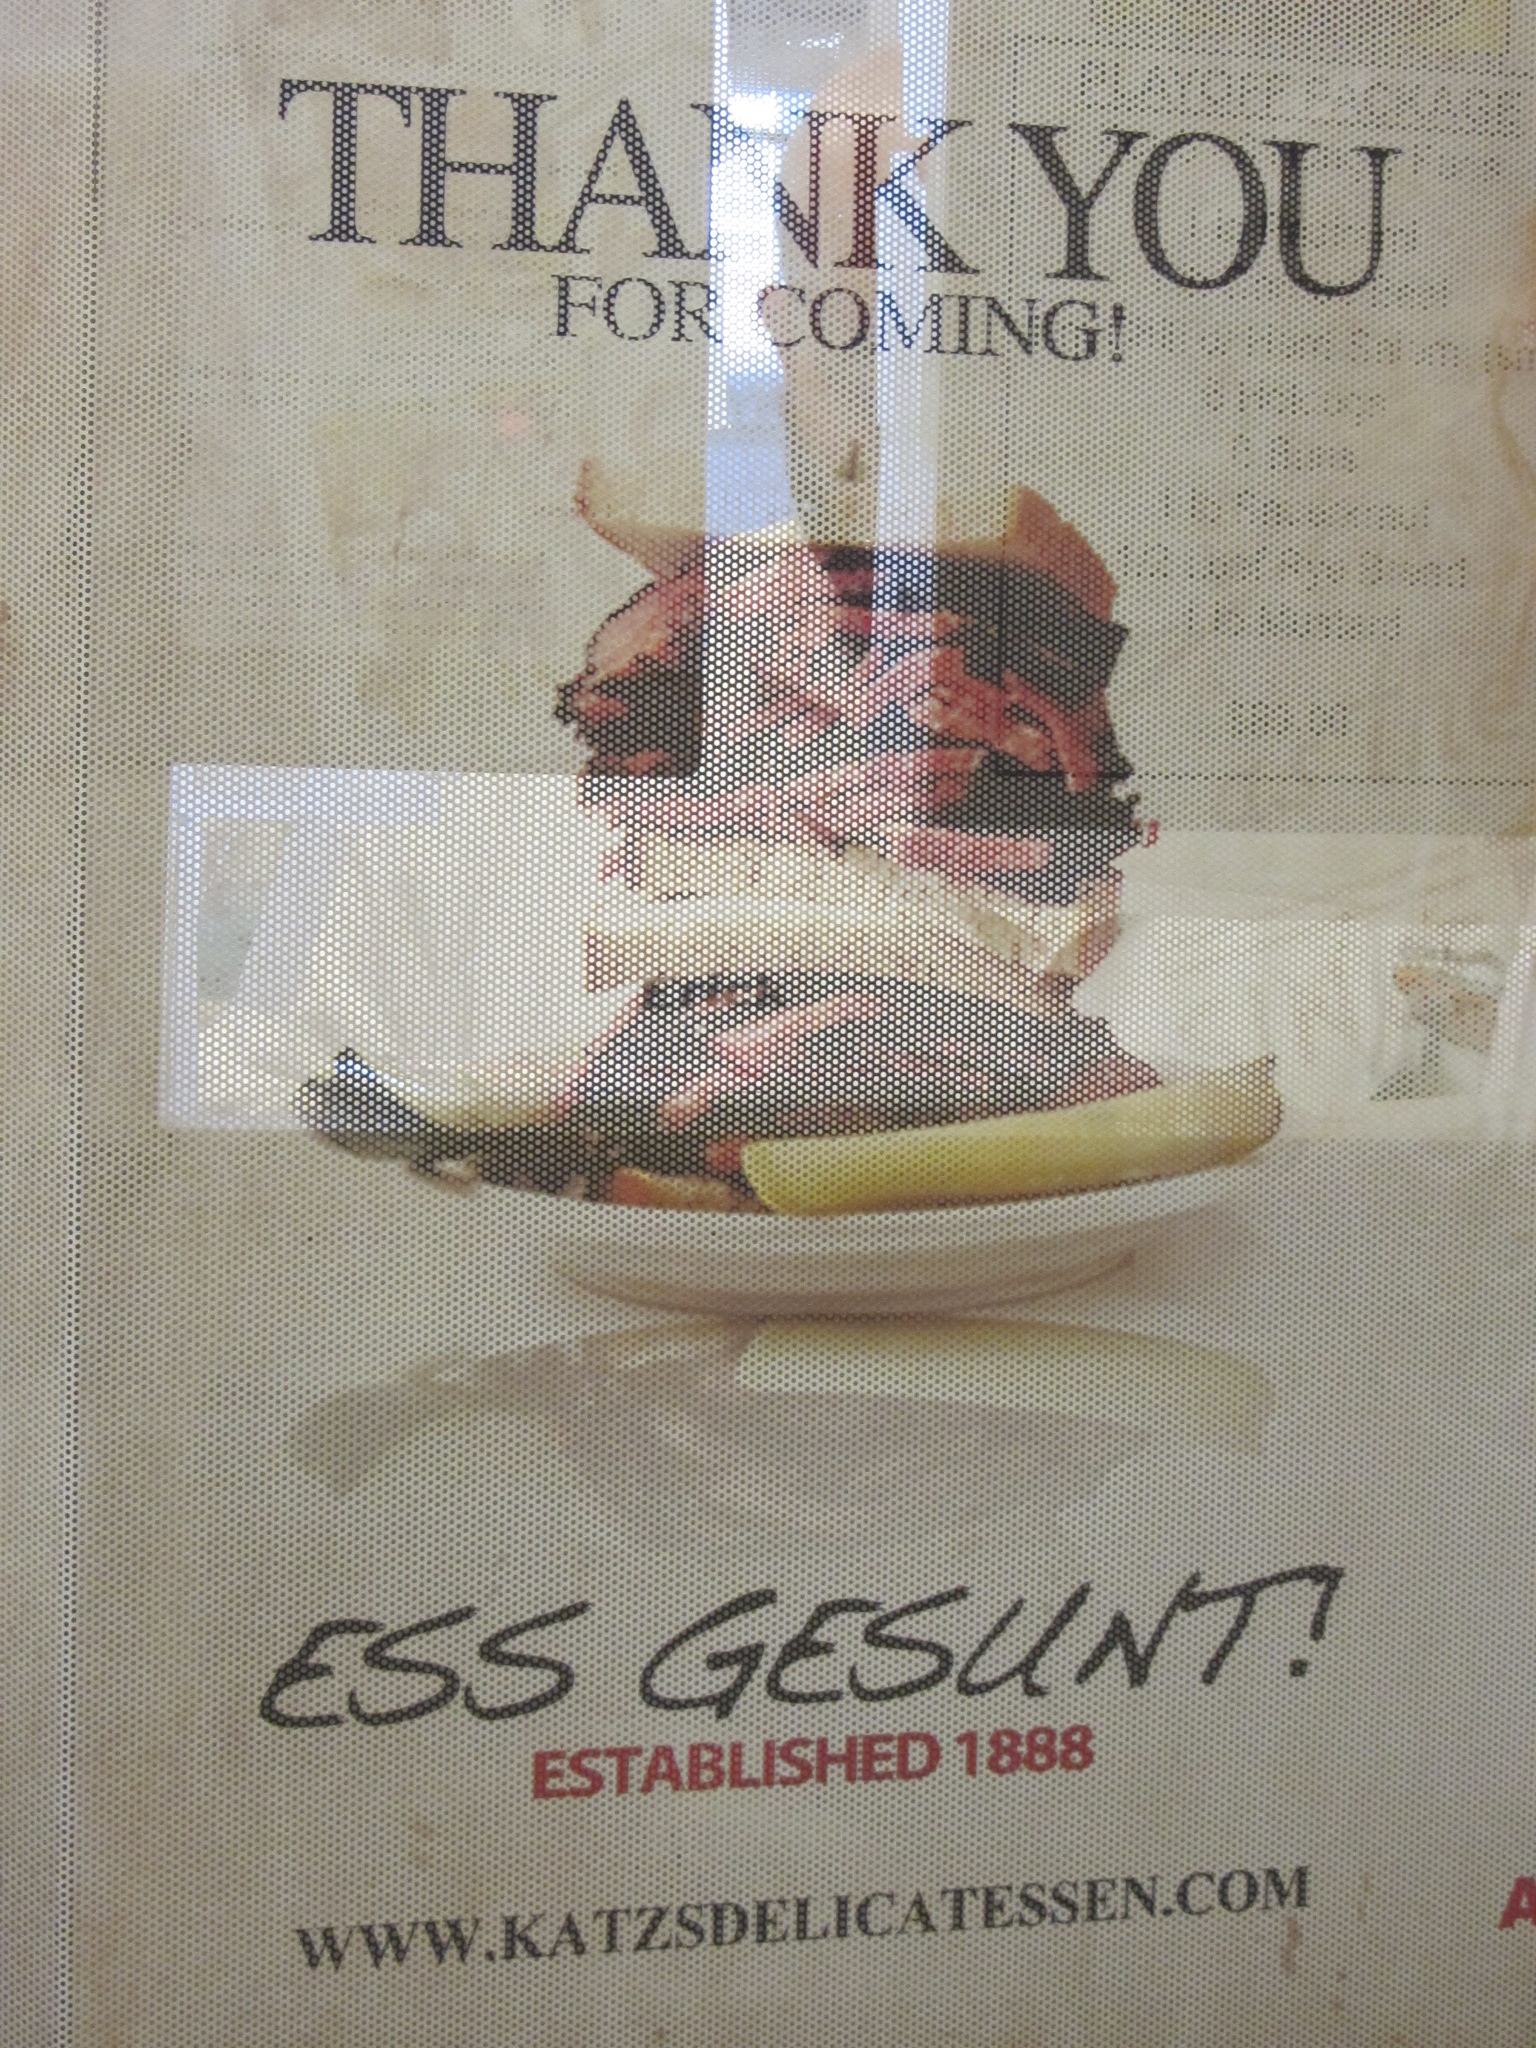 THANK YOU
FOR COMING!
ESS GESUNT!
ESTABLISHED 1888
WWW.KATZSDELICATESSEN.COM